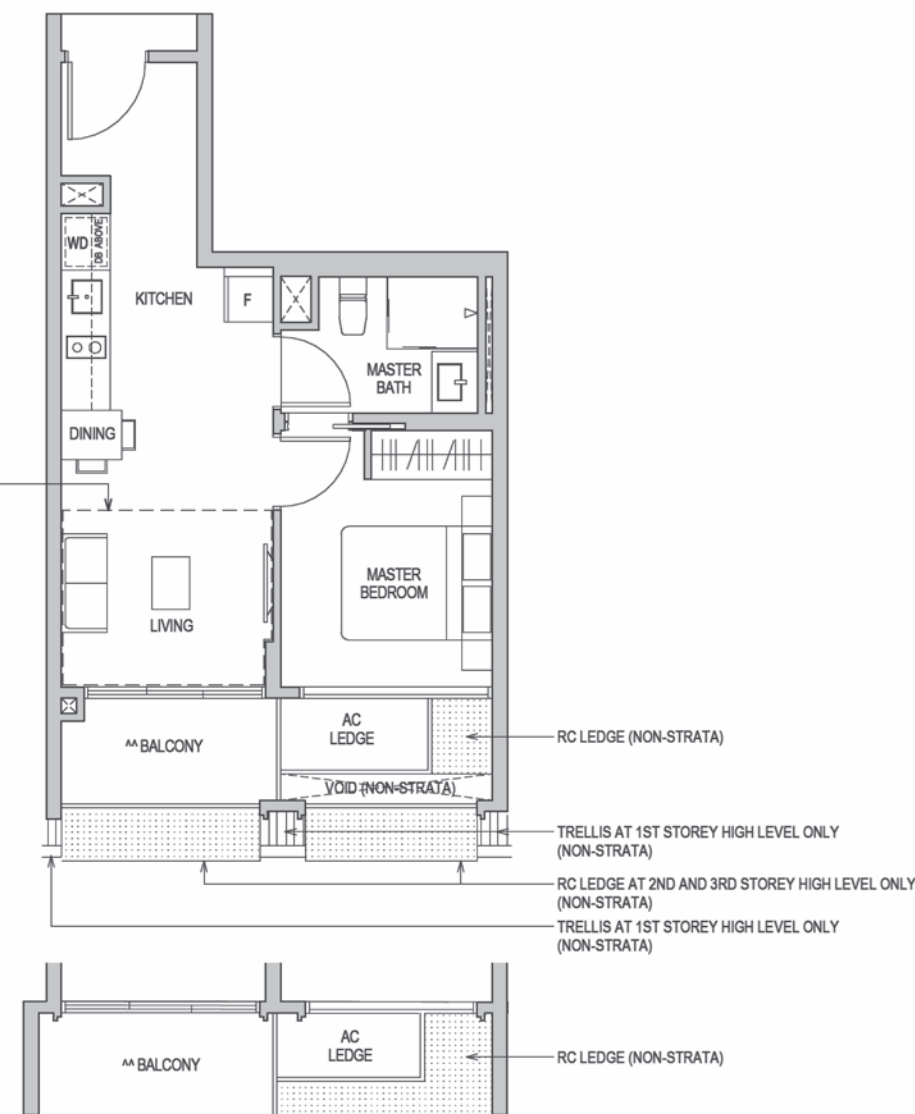 WD
DB ABOVE
KITCHEN
F
MASTER
BATH
DINING
MASTER
BEDROOM
LIVING
^^ BALCONY
AC
LEDGE
RC LEDGE (NON-STRATA)
VOID (NON-STRATA)
TRELLIS AT 1ST STOREY HIGH LEVEL ONLY
(NON-STRATA)
RC LEDGE AT 2ND AND 3RD STOREY HIGH LEVEL ONLY
(NON-STRATA)
TRELLIS AT 1ST STOREY HIGH LEVEL ONLY
(NON-STRATA)
^^ BALCONY
AC
LEDGE
RC LEDGE (NON-STRATA)